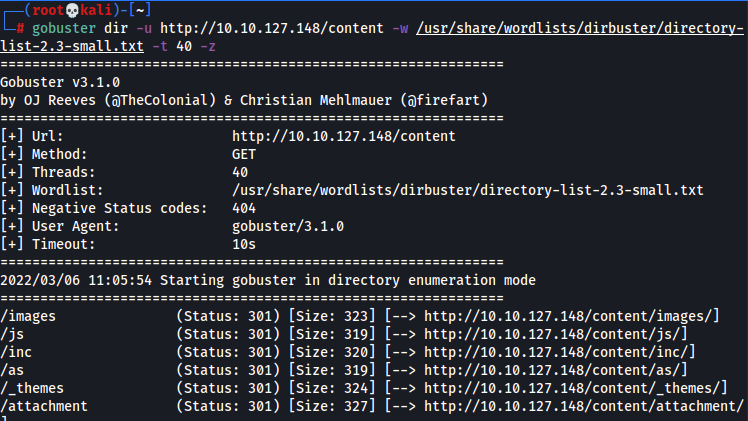 (root💀kali)-[~]
# gobuster dir -u http://10.10.127.148/content -w /usr/share/wordlists/dirbuster/directory-
list-2.3-small.txt -t 40 -z
===============================================================
Gobuster v3.1.0
by OJ Reeves (@TheColonial) & Christian Mehlmauer (@firefart)
===============================================================
[+] Url:                     http://10.10.127.148/content
[+] Method:                  GET
[+] Threads:                 40
[+] Wordlist:                /usr/share/wordlists/dirbuster/directory-list-2.3-small.txt
[+] Negative Status codes:   404
[+] User Agent:              gobuster/3.1.0
[+] Timeout:                 10s
===============================================================
2022/03/06 11:05:54 Starting gobuster in directory enumeration mode
===============================================================
/images               (Status: 301) [Size: 323] [--> http://10.10.127.148/content/images/]
/js                   (Status: 301) [Size: 319] [--> http://10.10.127.148/content/js/]
/inc                  (Status: 301) [Size: 320] [--> http://10.10.127.148/content/inc/]
/as                   (Status: 301) [Size: 319] [--> http://10.10.127.148/content/as/]
/_themes              (Status: 301) [Size: 324] [--> http://10.10.127.148/content/_themes/]
/attachment           (Status: 301) [Size: 327] [--> http://10.10.127.148/content/attachment/
]